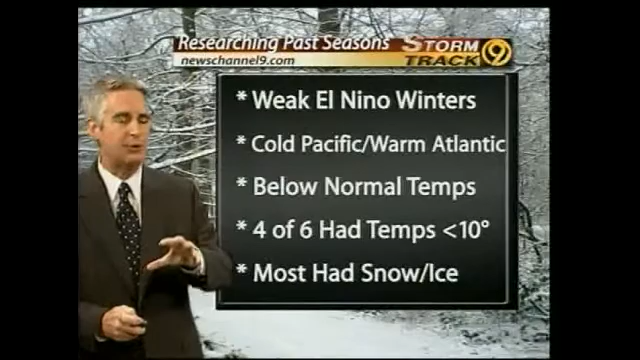 Researching Past Seasons
STORM
TRACK 9
newschannel9.com
* Weak El Nino Winters
* Cold Pacific/Warm Atlantic
* Below Normal Temps
* 4 of 6 Had Temps <10°
* Most Had Snow/Ice